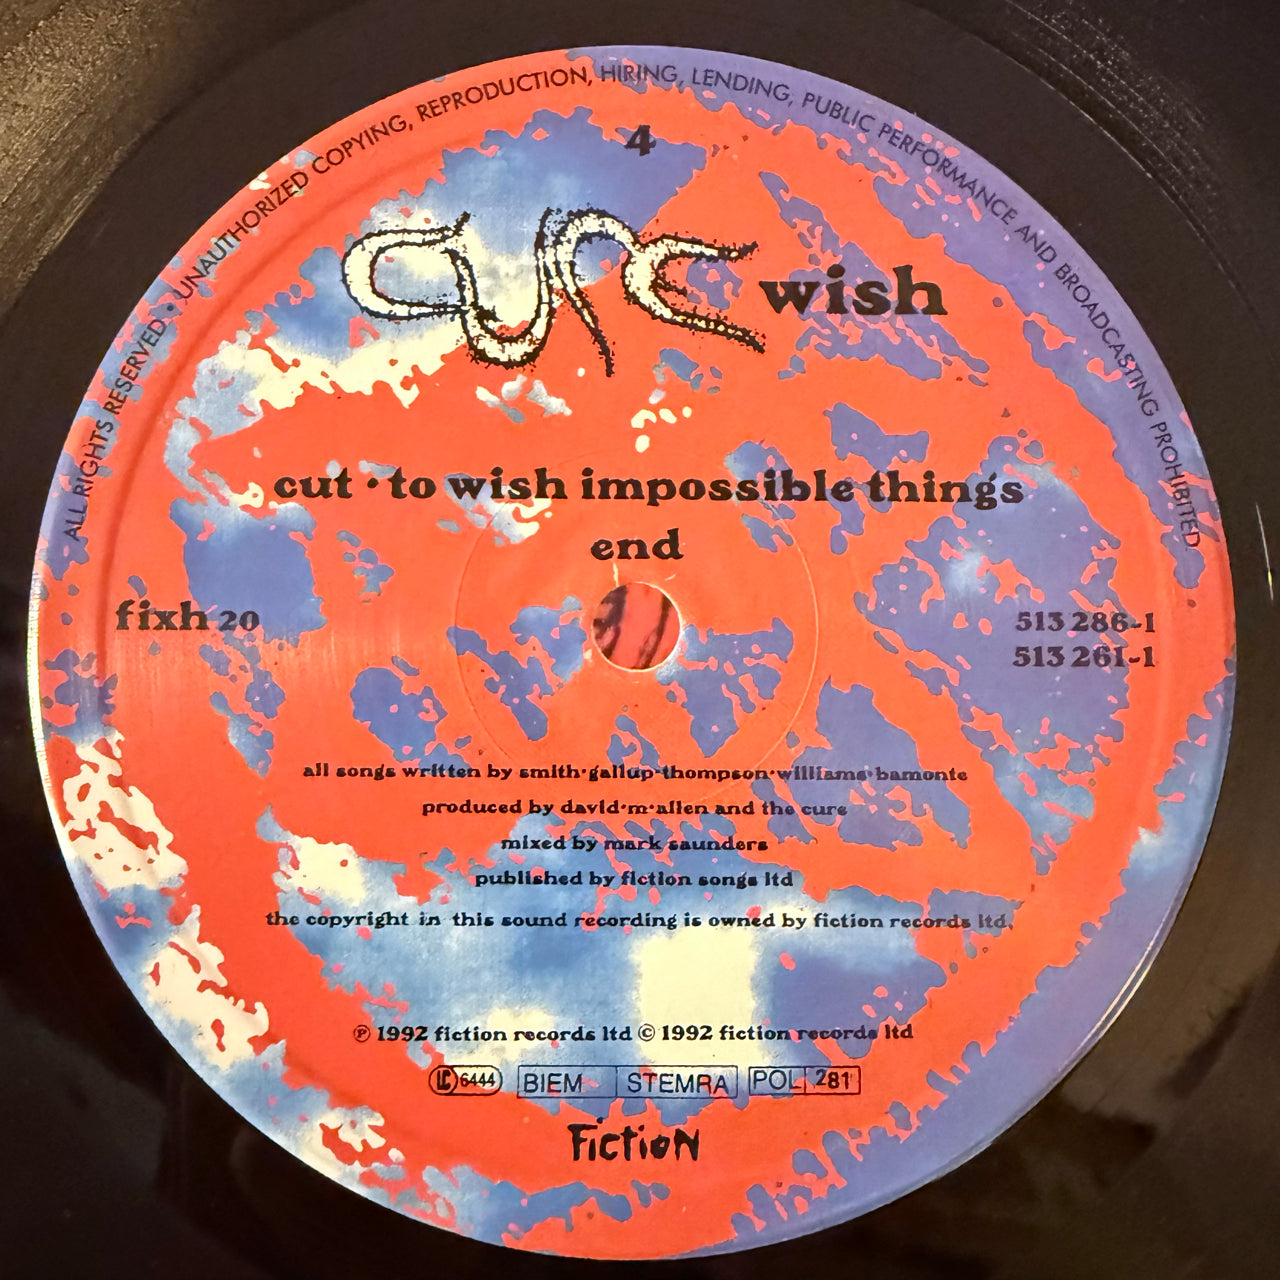 ALL RIGHTS RESERVED · UNAUTHORIZED COPYING, REPRODUCTION, HIRING, LENDING, PUBLIC PERFORMANCE AND BROADCASTING PROHIBITED.
4
CURE wish
cut · to wish impossible things
end
fixh 20
513 286-1
513 261-1
all songs written by smith·gallup·thompson·williams·bamonte
produced by david·m·allen and the cure
mixed by mark saunders
published by fiction songs ltd
the copyright in this sound recording is owned by fiction records ltd.
℗ 1992 fiction records ltd © 1992 fiction records ltd
LC 6444 BIEM STEMRA POL 281
Fiction